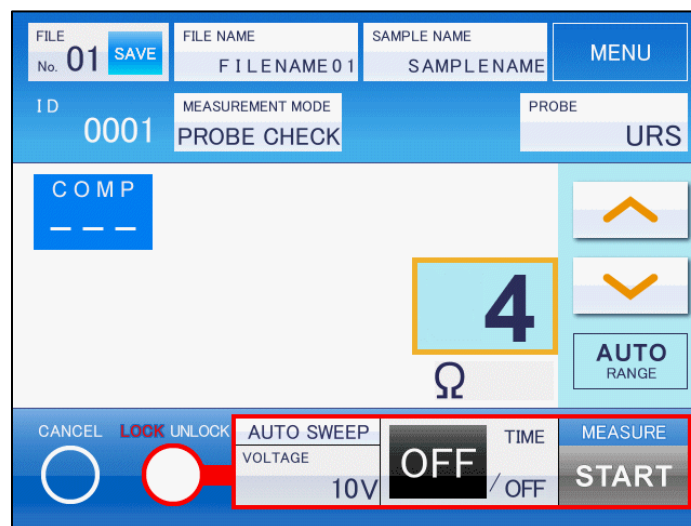 FILE
No. 01 SAVE
FILE NAME
FILENAME01
SAMPLE NAME
SAMPLENAME
MENU
ID
0001
MEASUREMENT MODE
PROBE CHECK
PROBE
URS
COMP
– – –
4
Ω
AUTO
RANGE
CANCEL
LOCK UNLOCK
AUTO SWEEP
VOLTAGE
10V
OFF
TIME
/OFF
MEASURE
START